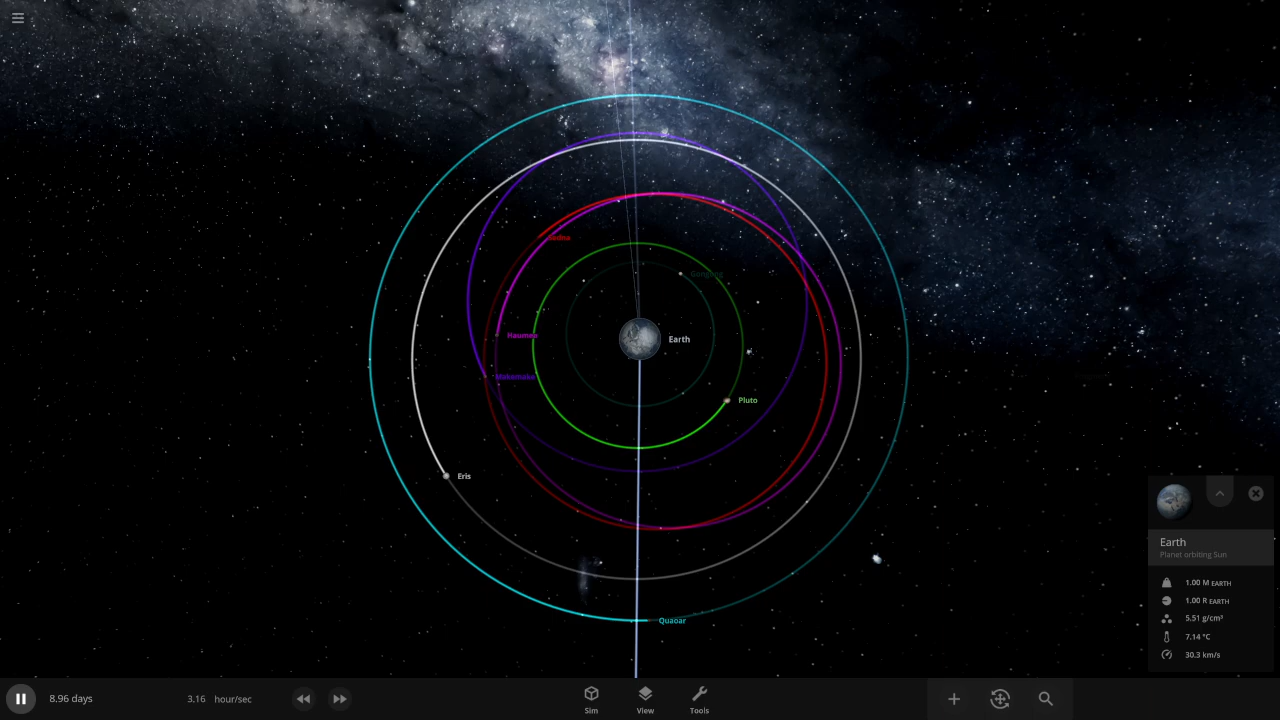 Sedna
Gonggong
Haumea
Earth
Makemake
Pluto
Eris
Quaoar
Earth
Planet orbiting Sun
1.00 M EARTH
1.00 R EARTH
5.51 g/cm³
7.14 °C
30.3 km/s
8.96 days
3.16 hour/sec
Sim
View
Tools